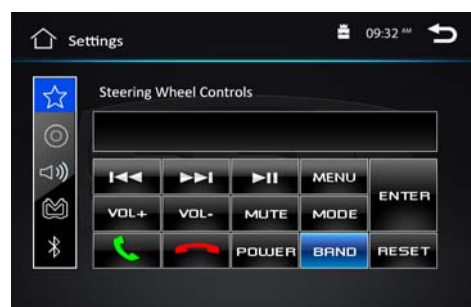 Settings 09:32 AM
Steering Wheel Controls
MENU
ENTER
VOL+ VOL- MUTE MODE
POWER BAND RESET